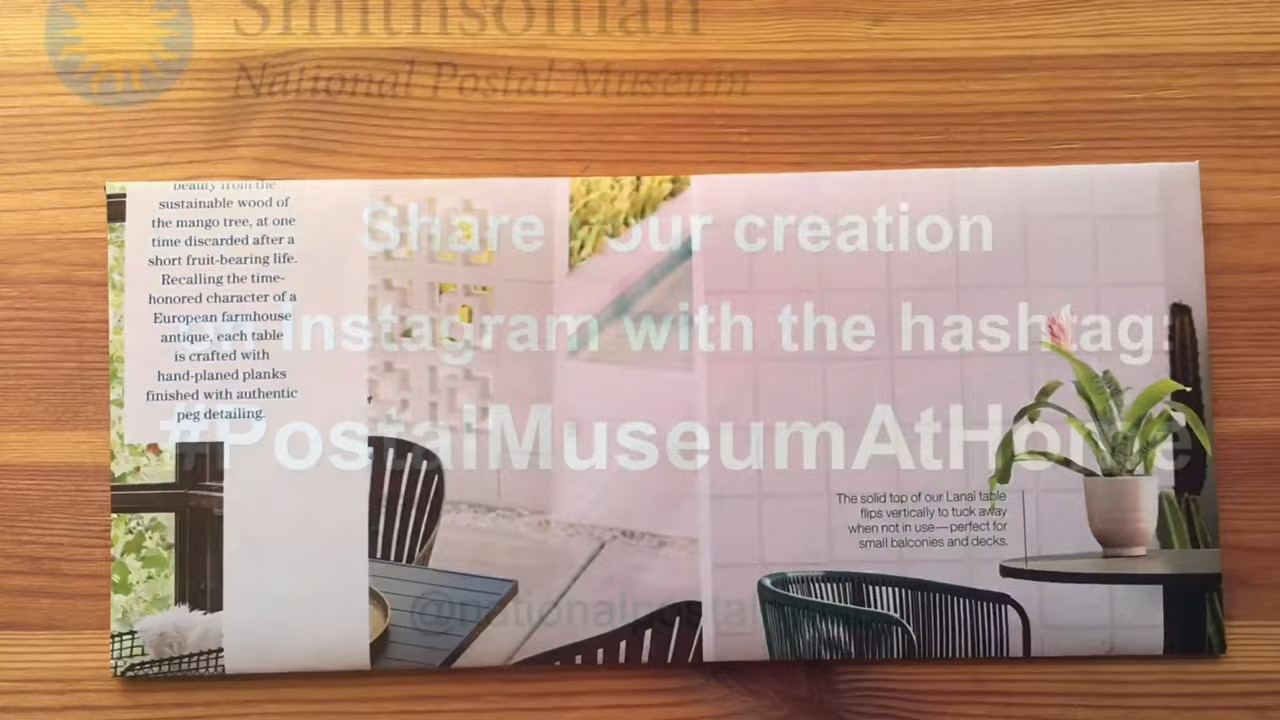 Smithsonian
National Postal Museum
beauty from the
sustainable wood of
the mango tree, at one
time discarded after a
short fruit-bearing life.
Recalling the time-
honored character of a
European farmhouse
antique, each table
is crafted with
hand-planed planks
finished with authentic
peg detailing.
Share your creation
on Instagram with the hashtag:
#PostalMuseumAtHome
The solid top of our Lanai table
flips vertically to tuck away
when not in use—perfect for
small balconies and decks.
@nationalpostal